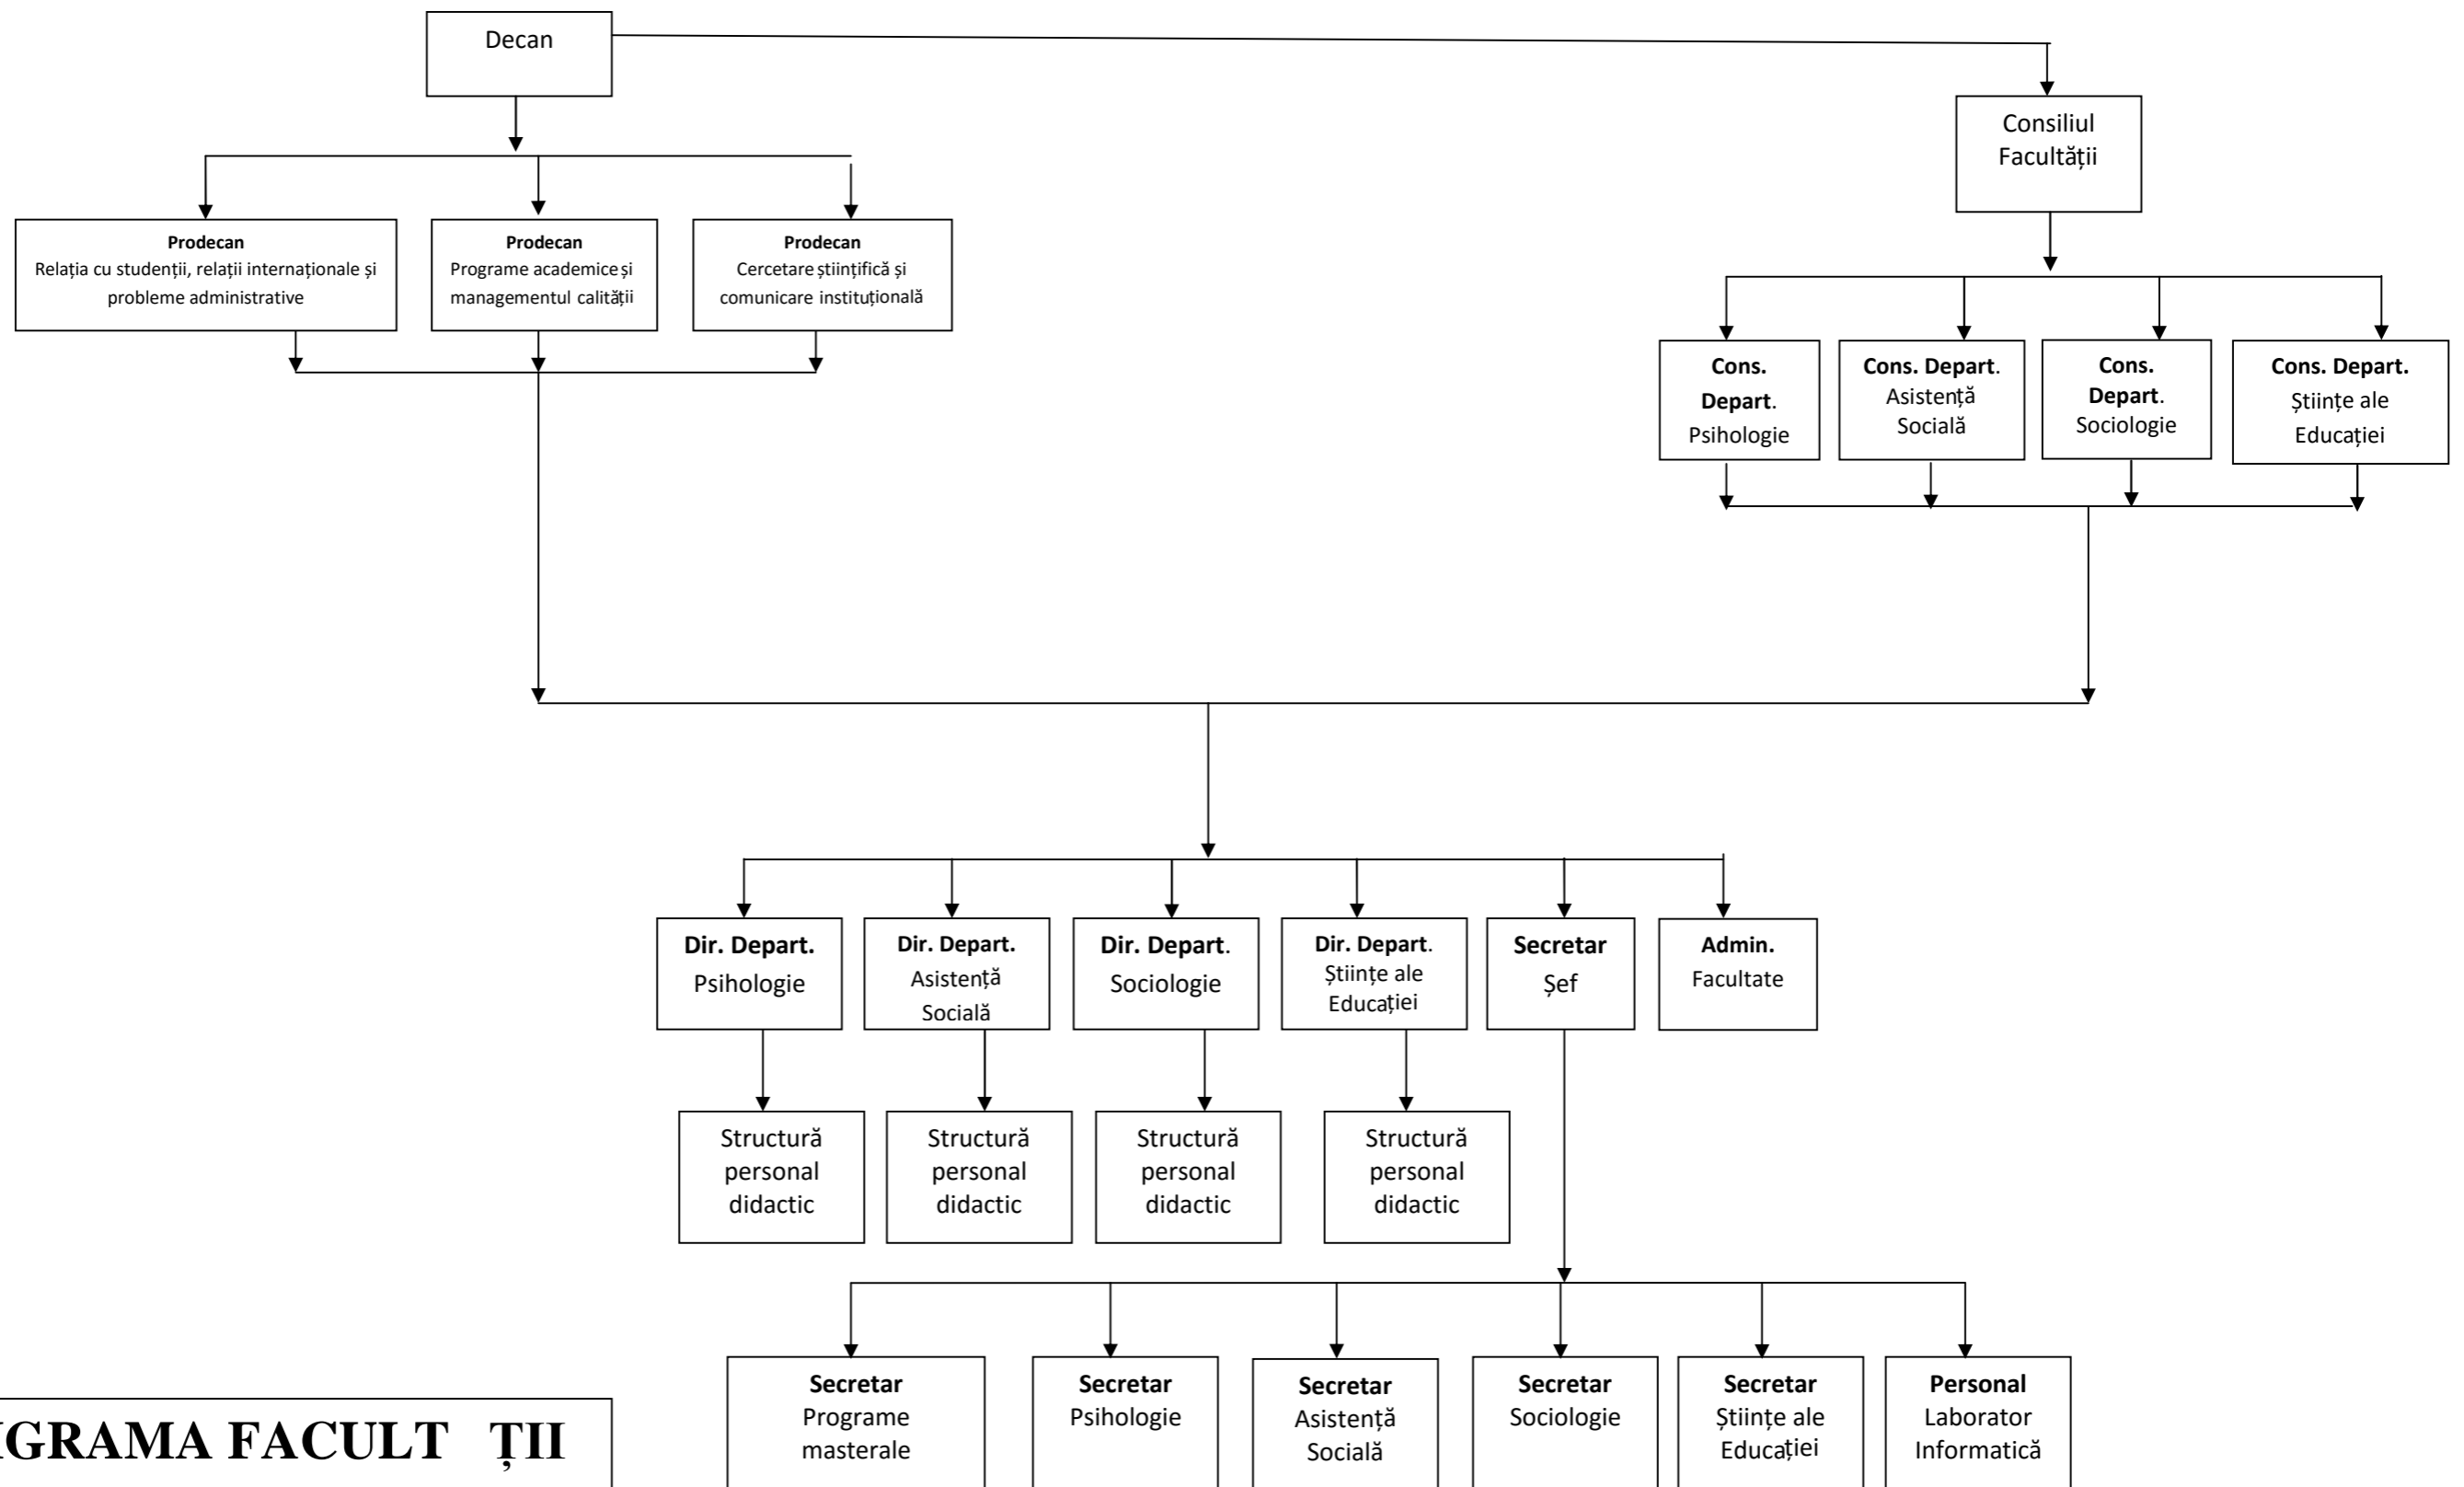 Decan
Consiliul
Facultății
Prodecan
Relația cu studenții, relații internaționale și
probleme administrative
Prodecan
Programe academice și
managementul calității
Prodecan
Cercetare științifică și
comunicare instituțională
Cons.
Depart.
Psihologie
Cons. Depart.
Asistență
Socială
Cons.
Depart.
Sociologie
Cons. Depart.
Științe ale
Educației
Dir. Depart.
Psihologie
Dir. Depart.
Asistență
Socială
Dir. Depart.
Sociologie
Dir. Depart.
Științe ale
Educației
Secretar
Șef
Admin.
Facultate
Structură
personal
didactic
Structură
personal
didactic
Structură
personal
didactic
Structură
personal
didactic
Secretar
Programe
masterale
Secretar
Psihologie
Secretar
Asistență
Socială
Secretar
Sociologie
Secretar
Științe ale
Educației
Personal
Laborator
Informatică
IGRAMA FACULT ȚII